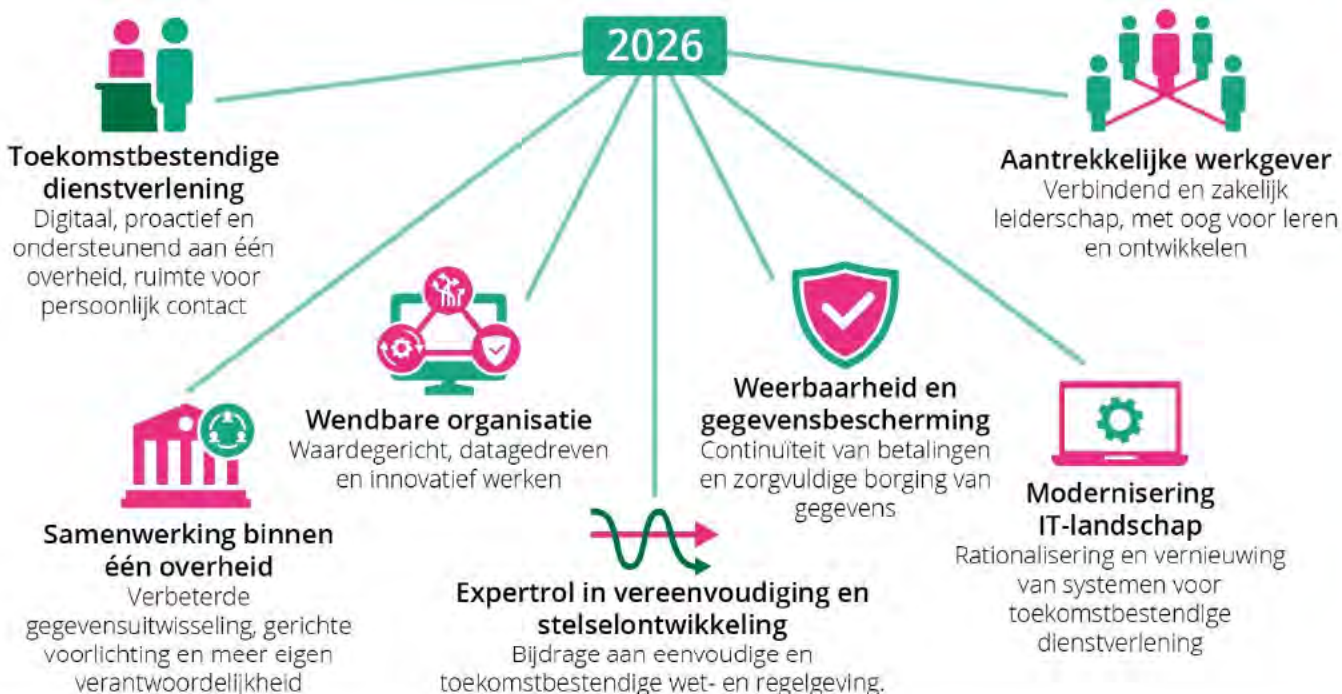 2026
Toekomstbestendige
dienstverlening
Digitaal, proactief en
ondersteunend aan één
overheid, ruimte voor
persoonlijk contact
Aantrekkelijke werkgever
Verbindend en zakelijk
leiderschap, met oog voor leren
en ontwikkelen
Samenwerking binnen
één overheid
Verbeterde
gegevensuitwisseling, gerichte
voorlichting en meer eigen
verantwoordelijkheid
Wendbare organisatie
Waardegericht, datagedreven
en innovatief werken
Expertrol in vereenvoudiging en
stelselontwikkeling
Bijdrage aan eenvoudige en
toekomstbestendige wet- en regelgeving.
Weerbaarheid en
gegevensbescherming
Continuïteit van betalingen
en zorgvuldige borging van
gegevens
Modernisering
IT-landschap
Rationalisering en vernieuwing
van systemen voor
toekomstbestendige
dienstverlening